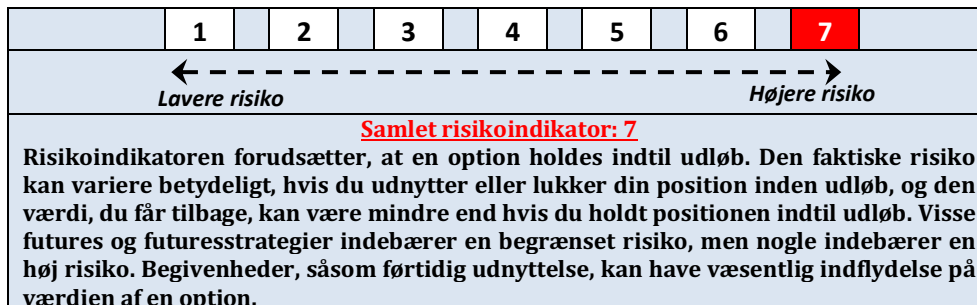 1 2 3 4 5 6 7
Lavere risiko Højere risiko
Samlet risikoindikator: 7
Risikoindikatoren forudsætter, at en option holdes indtil udløb. Den faktiske risiko
kan variere betydeligt, hvis du udnytter eller lukker din position inden udløb, og den
værdi, du får tilbage, kan være mindre end hvis du holdt positionen indtil udløb. Visse
futures og futuresstrategier indebærer en begrænset risiko, men nogle indebærer en
høj risiko. Begivenheder, såsom førtidig udnyttelse, kan have væsentlig indflydelse på
værdien af en option.